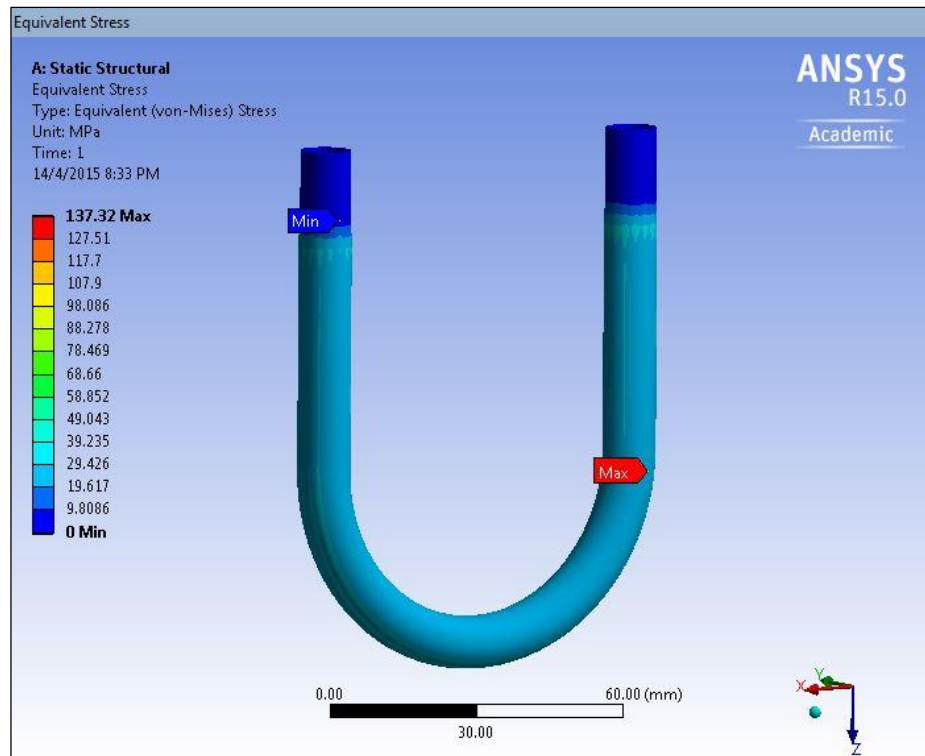 Equivalent Stress
A: Static Structural
Equivalent Stress
Type: Equivalent (von-Mises) Stress
Unit: MPa
Time: 1
14/4/2015 8:33 PM
ANSYS
R15.0
Academic
137.32 Max
127.51
117.7
107.9
98.086
88.278
78.469
68.66
58.852
49.043
39.235
29.426
19.617
9.8086
0 Min
Min
Max
0.00
60.00 (mm)
30.00
X
Y
Z